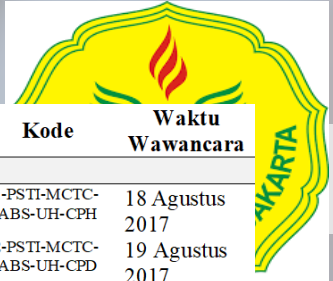 Kode
Waktu
Wawancara
-PSTI-MCTC-
ABS-UH-CPH
18 Agustus
2017
-PSTI-MCTC-
ABS-UH-CPD
19 Agustus
2017
AKARTA